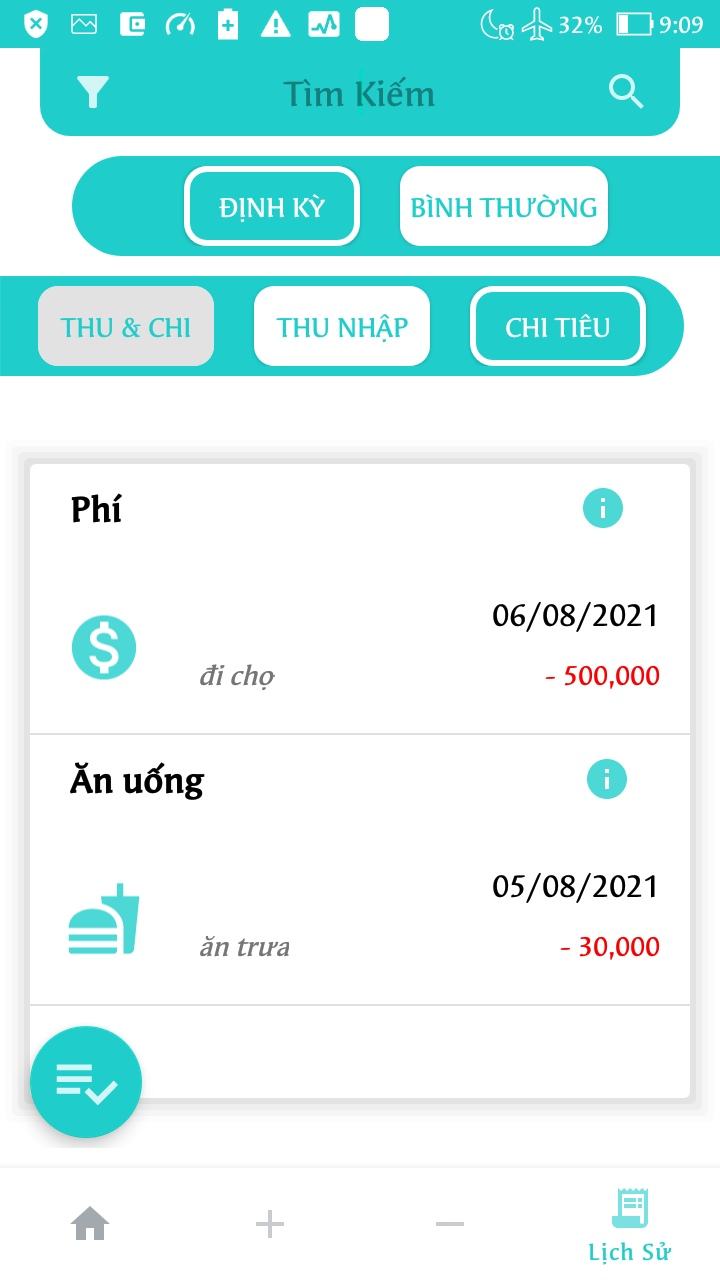 32% 9:09
Tìm Kiếm
ĐỊNH KỲ BÌNH THƯỜNG
THU & CHI THU NHẬP CHI TIÊU
Phí
06/08/2021
đi chợ - 500,000
Ăn uống
05/08/2021
ăn trưa - 30,000
Lịch Sử